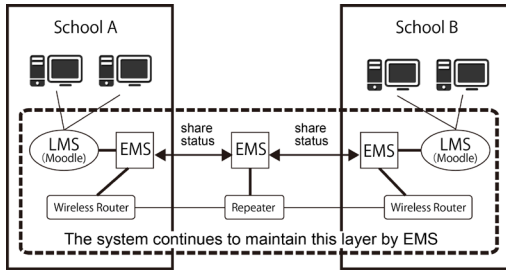 School A
School B
share
status
share
status
LMS
(Moodle)
EMS
EMS
EMS
LMS
(Moodle)
Wireless Router
Repeater
Wireless Router
The system continues to maintain this layer by EMS